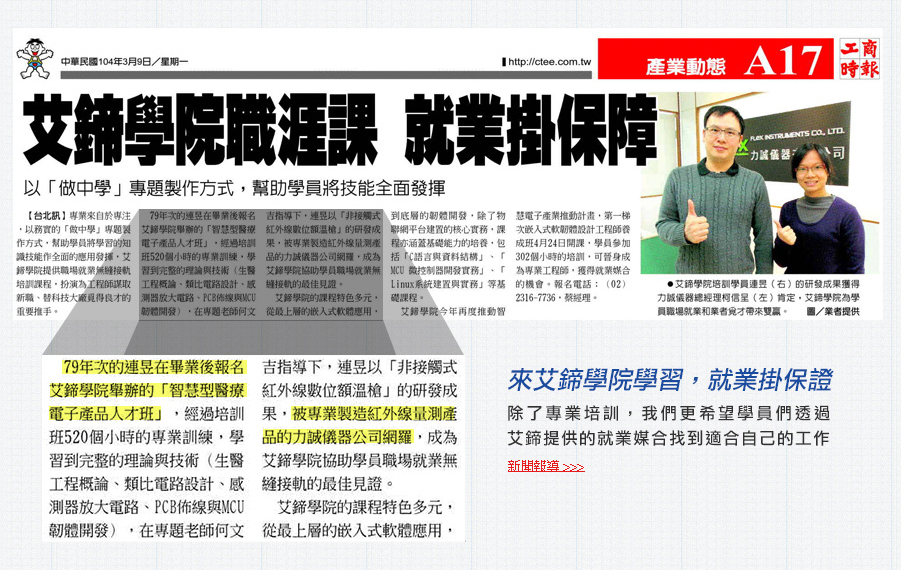 中華民國104年3月9日／星期一
http://ctee.com.tw
產業動態 A17
工商時報
艾鍗學院職涯課 就業掛保障
以「做中學」專題製作方式，幫助學員將技能全面發揮
FLEX INSTRUMENTS CO., LTD.
力誠儀器
公司
【台北訊】專業來自於專注
，以務實的「做中學」專題製
作方式，幫助學員將學習的知
識技能作全面的應用發揮，艾
鍗學院提供職場就業無縫接軌
培訓課程，扮演為工程師謀取
新職、替科技大廠覓得良才的
重要推手。
79年次的連昱在畢業後報名
艾鍗學院舉辦的「智慧型醫療
電子產品人才班」，經過培訓
班520個小時的專業訓練，學
習到完整的理論與技術（生醫
工程概論、類比電路設計、感
測器放大電路、PCB佈線與MCU
韌體開發），在專題老師何文
吉指導下，連昱以「非接觸式
紅外線數位額溫槍」的研發成
果，被專業製造紅外線量測產
品的力誠儀器公司網羅，成為
艾鍗學院協助學員職場就業無
縫接軌的最佳見證。
艾鍗學院的課程特色多元，
從最上層的嵌入式軟體應用，
到底層的韌體開發，除了物
聯網平台建置的核心實務，課
程亦涵蓋基礎能力的培養，包
括「C語言與資料結構」、「
MCU 微控制器開發實務」、「
Linux系統建置與實務」等基
礎課程。
艾鍗學院今年再度推動智
慧電子產業推動計畫，第一梯
次嵌入式軟韌體設計工程師養
成班4月24日開課，學員參加
302個小時的培訓，可晉身成
為專業工程師，獲得就業媒合
的機會。報名電話：（02）
2316-7736，蔡經理。
●艾鍗學院培訓學員連昱（右）的研發成果獲得
力誠儀器總經理柯信呈（左）肯定，艾鍗學院為學
員職場就業和業者覓才帶來雙贏。 圖／業者提供
79年次的連昱在畢業後報名
艾鍗學院舉辦的「智慧型醫療
電子產品人才班」，經過培訓
班520個小時的專業訓練，學
習到完整的理論與技術（生醫
工程概論、類比電路設計、感
測器放大電路、PCB佈線與MCU
韌體開發），在專題老師何文
吉指導下，連昱以「非接觸式
紅外線數位額溫槍」的研發成
果，被專業製造紅外線量測產
品的力誠儀器公司網羅，成為
艾鍗學院協助學員職場就業無
縫接軌的最佳見證。
艾鍗學院的課程特色多元，
從最上層的嵌入式軟體應用，
來艾鍗學院學習，就業掛保證
除了專業培訓，我們更希望學員們透過
艾鍗提供的就業媒合找到適合自己的工作
新聞報導 >>>